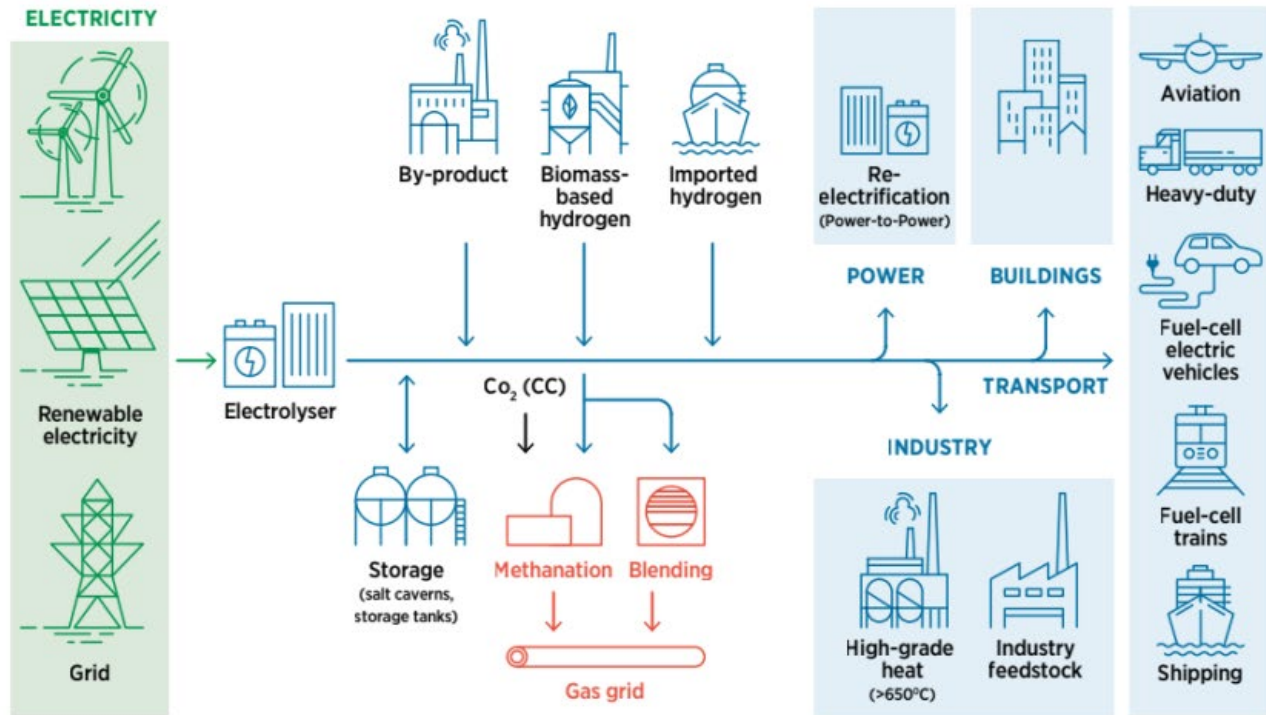 ELECTRICITY
Renewable
electricity
Grid
Electrolyser
By-product
Biomass-
based
hydrogen
Imported
hydrogen
Storage
(salt caverns,
storage tanks)
Co₂ (CC)
Methanation
Blending
Gas grid
Re-
electrification
(Power-to-Power)
POWER
BUILDINGS
TRANSPORT
INDUSTRY
High-grade
heat
(>650ºC)
Industry
feedstock
Aviation
Heavy-duty
Fuel-cell
electric
vehicles
Fuel-cell
trains
Shipping